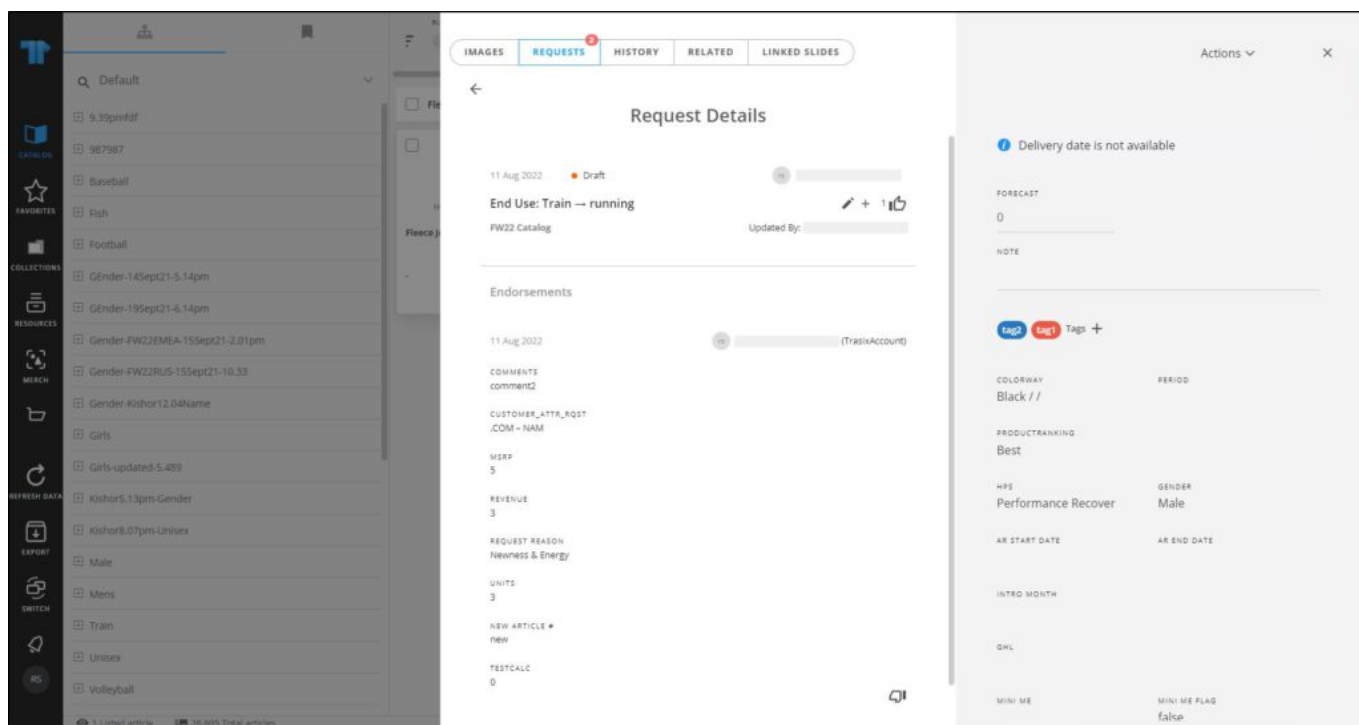 CATALOG
FAVORITES
COLLECTIONS
RESOURCES
MERCH
REFRESH DATA
EXPORT
SWITCH
RS
Default
9.39pmfdf
987987
Baseball
Fish
Football
GEnder-14Sept21-5.14pm
GEnder-19Sept21-6.14pm
Gender-FW22EMEA-15Sept21-2.01pm
Gender-FW22RUS-15Sept21-10.33
Gender-Kishor12.04Name
Girls
Girls-updated-5.489
Kishor5.13pm-Gender
Kishor8.07pm-Unisex
Male
Mens
Train
Unisex
Volleyball
1 Listed article
Total articles
Fle
Fleece J
-
IMAGES
REQUESTS
HISTORY
RELATED
LINKED SLIDES
Request Details
11 Aug 2022 Draft
End Use: Train → running
+ 1
FW22 Catalog
Updated By:
Endorsements
11 Aug 2022
(TrasixAccount)
COMMENTS
comment2
CUSTOMER_ATTR_RQST
.COM – NAM
MSRP
5
REVENUE
3
REQUEST REASON
Newness & Energy
UNITS
3
NEW ARTICLE #
new
TESTCALC
0
Actions
Delivery date is not available
FORECAST
0
NOTE
tag2 tag1 Tags +
COLORWAY PERIOD
Black / /
PRODUCTRANKING
Best
HPS GENDER
Performance Recover Male
AR START DATE AR END DATE
INTRO MONTH
GHL
MINI ME MINI ME FLAG
false